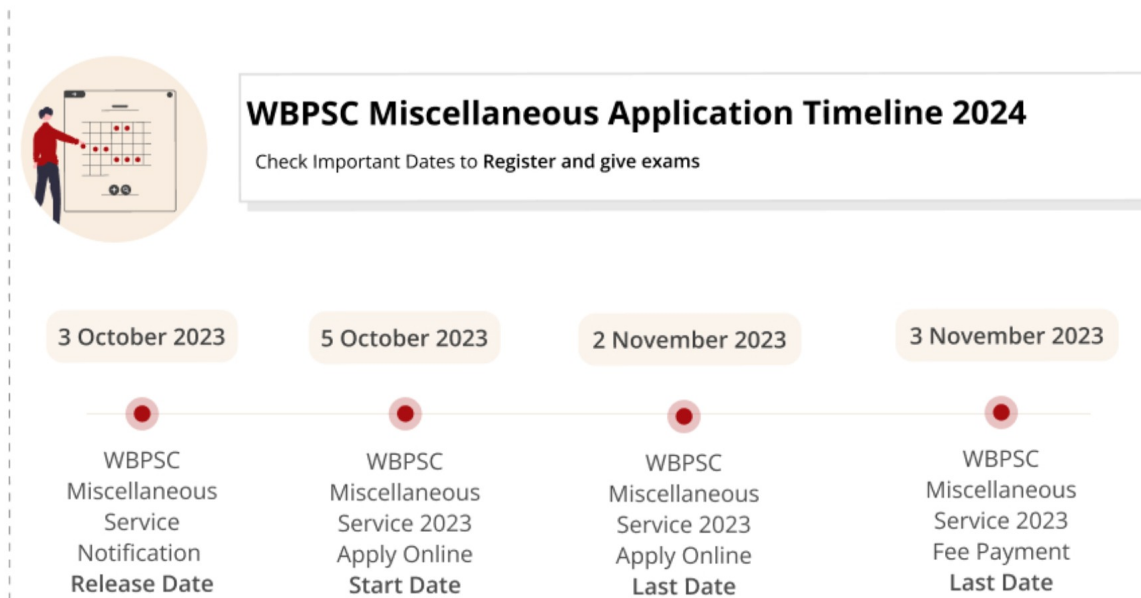 WBPSC Miscellaneous Application Timeline 2024
Check Important Dates to Register and give exams
3 October 2023
WBPSC
Miscellaneous
Service
Notification
Release Date
5 October 2023
WBPSC
Miscellaneous
Service 2023
Apply Online
Start Date
2 November 2023
WBPSC
Miscellaneous
Service 2023
Apply Online
Last Date
3 November 2023
WBPSC
Miscellaneous
Service 2023
Fee Payment
Last Date